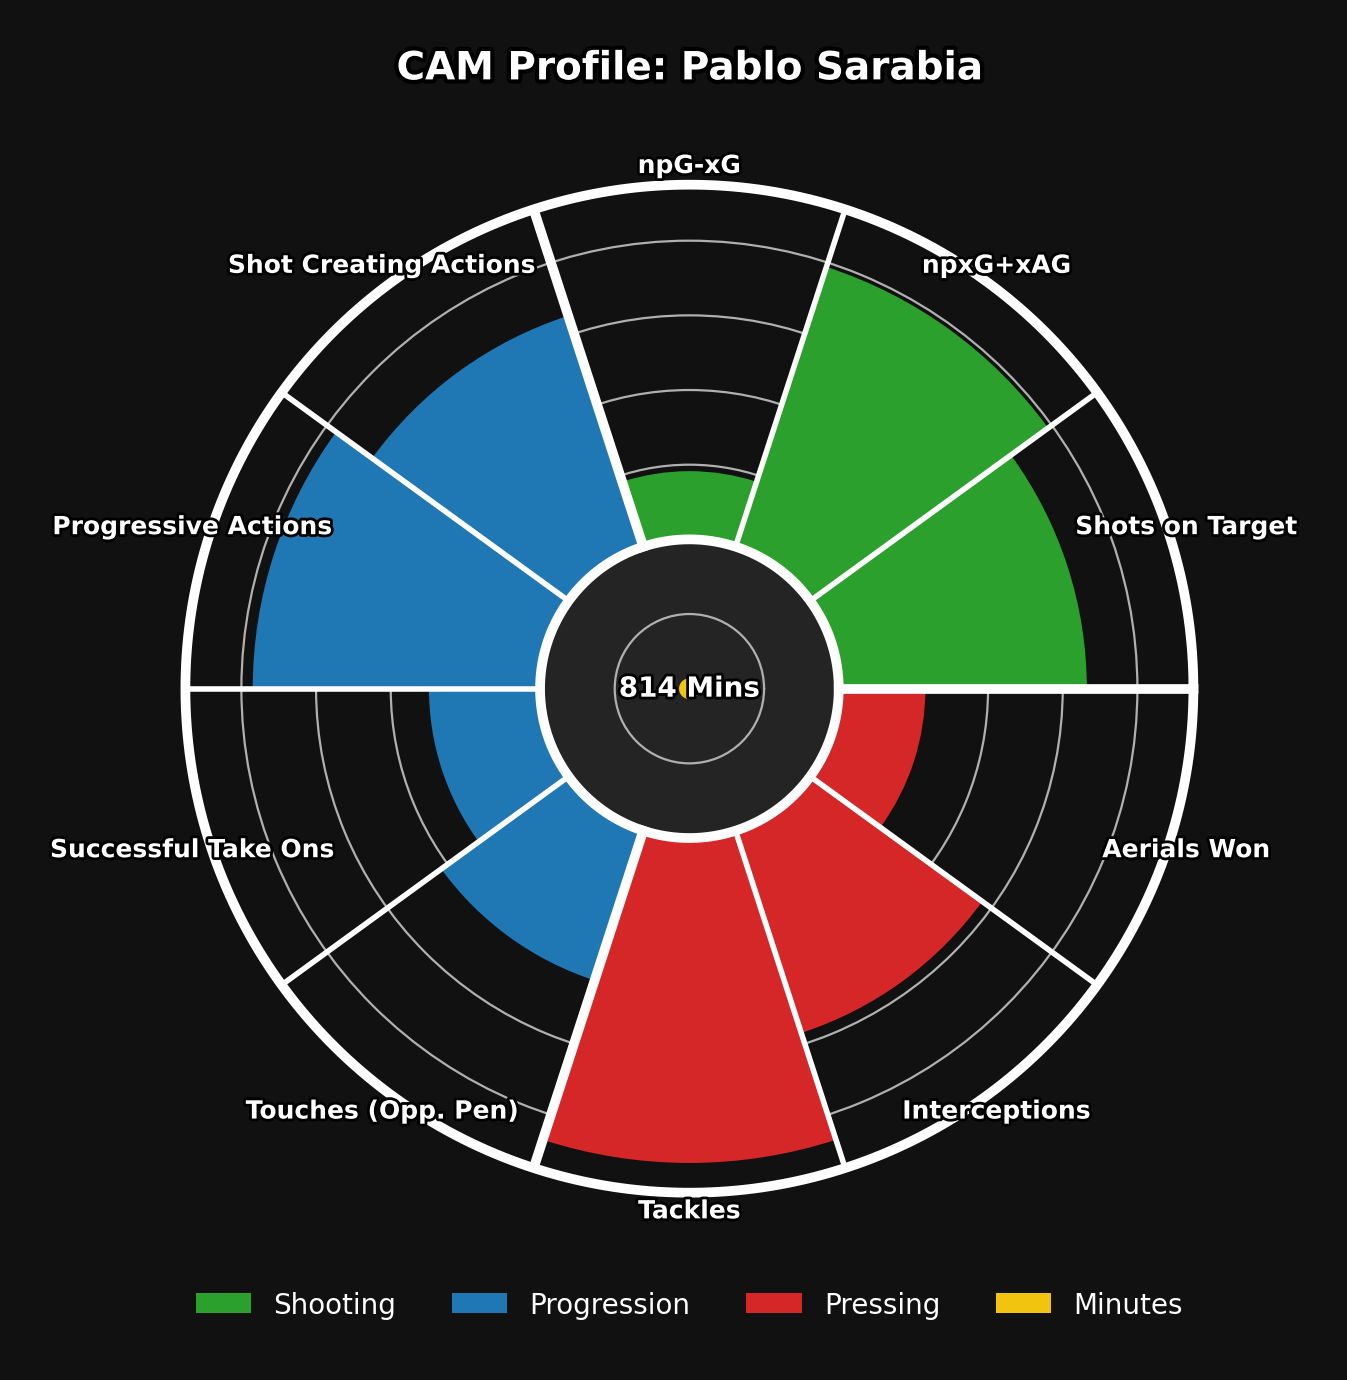 CAM Profile: Pablo Sarabia
npG-xG
Shot Creating Actions
npxG+xAG
Progressive Actions
Shots on Target
814 Mins
Successful Take Ons
Aerials Won
Touches (Opp. Pen)
Interceptions
Tackles
Shooting
Progression
Pressing
Minutes